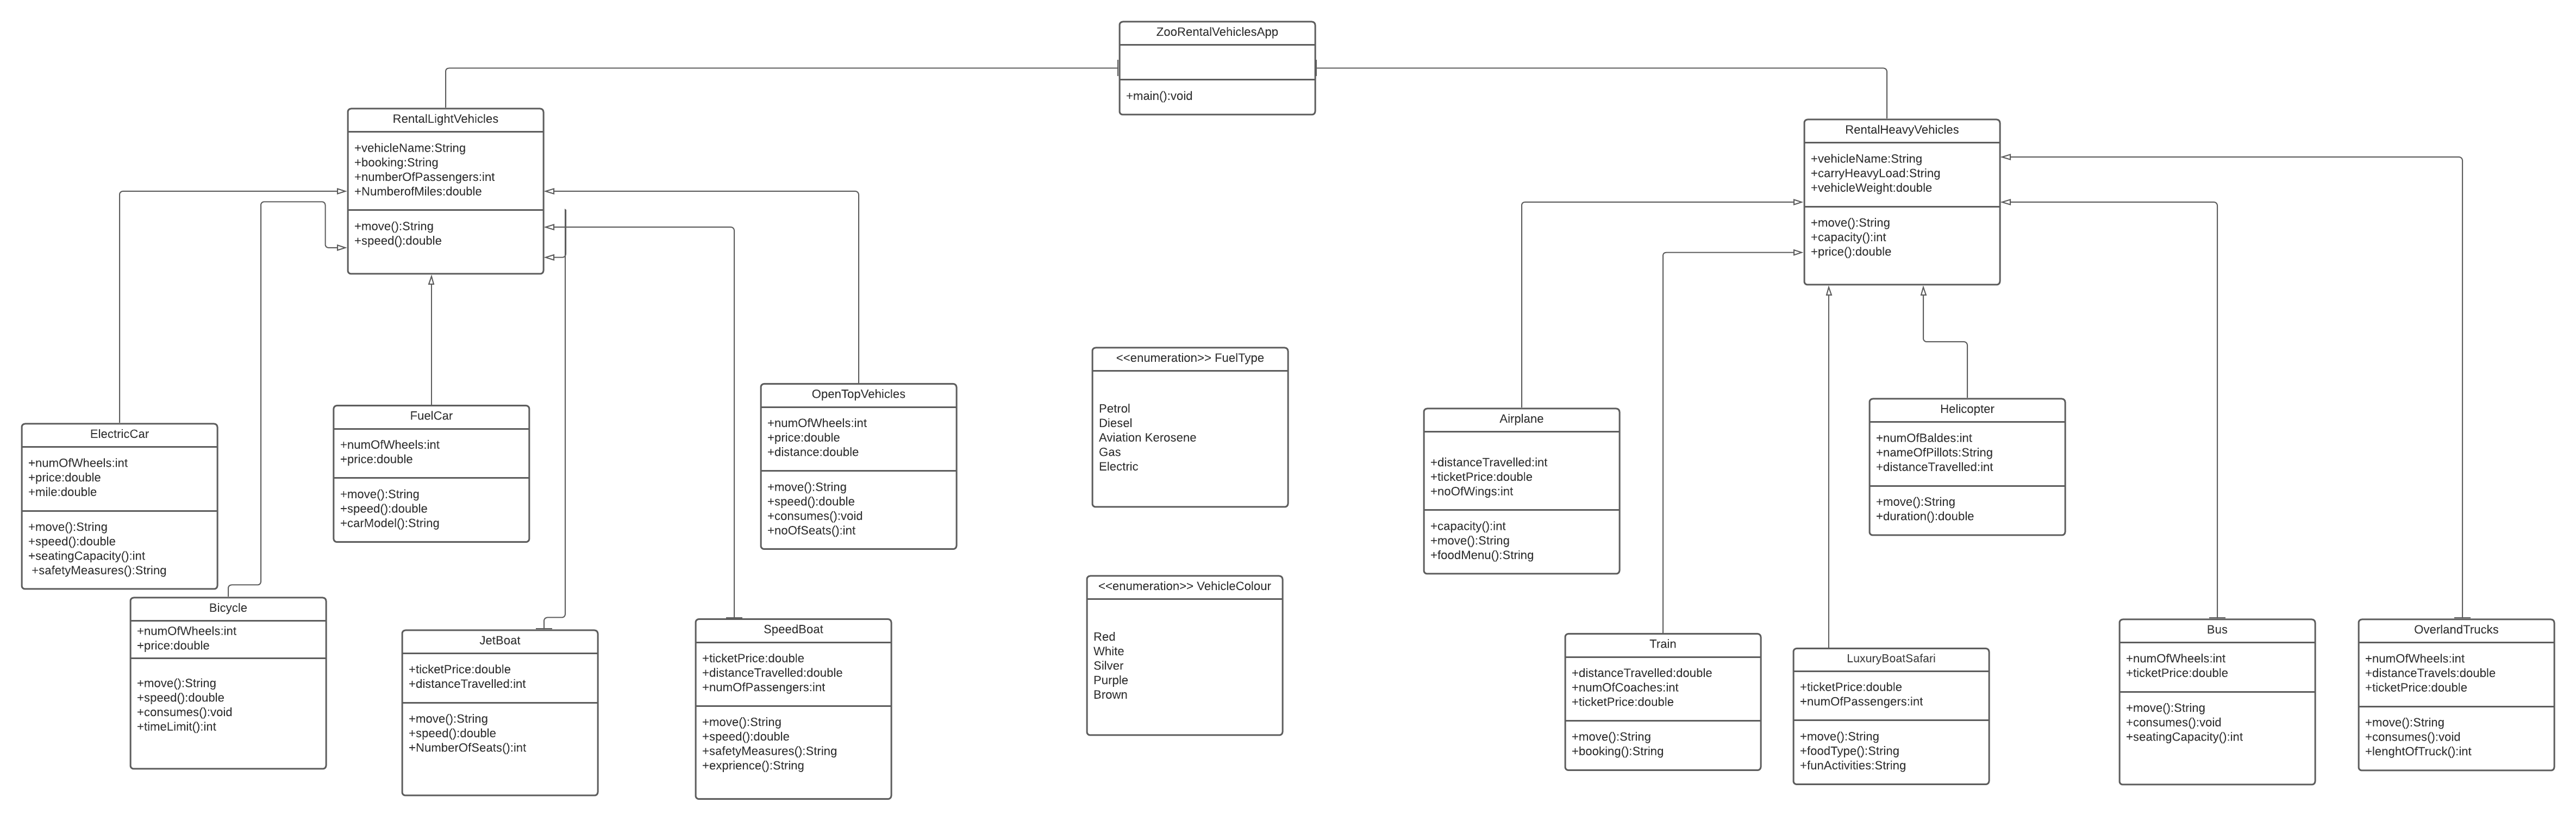 ZooRentalVehiclesApp
+main():void
RentalLightVehicles
+vehicleName:String
+booking:String
+numberOfPassengers:int
+NumberofMiles:double
+move():String
+speed():double
RentalHeavyVehicles
+vehicleName:String
+carryHeavyLoad:String
+vehicleWeight:double
+move():String
+capacity():int
+price():double
ElectricCar
+numOfWheels:int
+price:double
+mile:double
+move():String
+speed():double
+seatingCapacity():int
+safetyMeasures():String
FuelCar
+numOfWheels:int
+price:double
+move():String
+speed():double
+carModel():String
OpenTopVehicles
+numOfWheels:int
+price:double
+distance:double
+move():String
+speed():double
+consumes():void
+noOfSeats():int
<<enumeration>> FuelType
Petrol
Diesel
Aviation Kerosene
Gas
Electric
Airplane
+distanceTravelled:int
+ticketPrice:double
+noOfWings:int
+capacity():int
+move():String
+foodMenu():String
Helicopter
+numOfBaldes:int
+nameOfPillots:String
+distanceTravelled:int
+move():String
+duration():double
Bicycle
+numOfWheels:int
+price:double
+move():String
+speed():double
+consumes():void
+timeLimit():int
JetBoat
+ticketPrice:double
+distanceTravelled:int
+move():String
+speed():double
+NumberOfSeats():int
SpeedBoat
+ticketPrice:double
+distanceTravelled:double
+numOfPassengers:int
+move():String
+speed():double
+safetyMeasures():String
+exprience():String
<<enumeration>> VehicleColour
Red
White
Silver
Purple
Brown
Train
+distanceTravelled:double
+numOfCoaches:int
+ticketPrice:double
+move():String
+booking():String
LuxuryBoatSafari
+ticketPrice:double
+numOfPassengers:int
+move():String
+foodType():String
+funActivities:String
Bus
+numOfWheels:int
+ticketPrice:double
+move():String
+consumes():void
+seatingCapacity():int
OverlandTrucks
+numOfWheels:int
+distanceTravels:double
+ticketPrice:double
+move():String
+consumes():void
+lenghtOfTruck():int